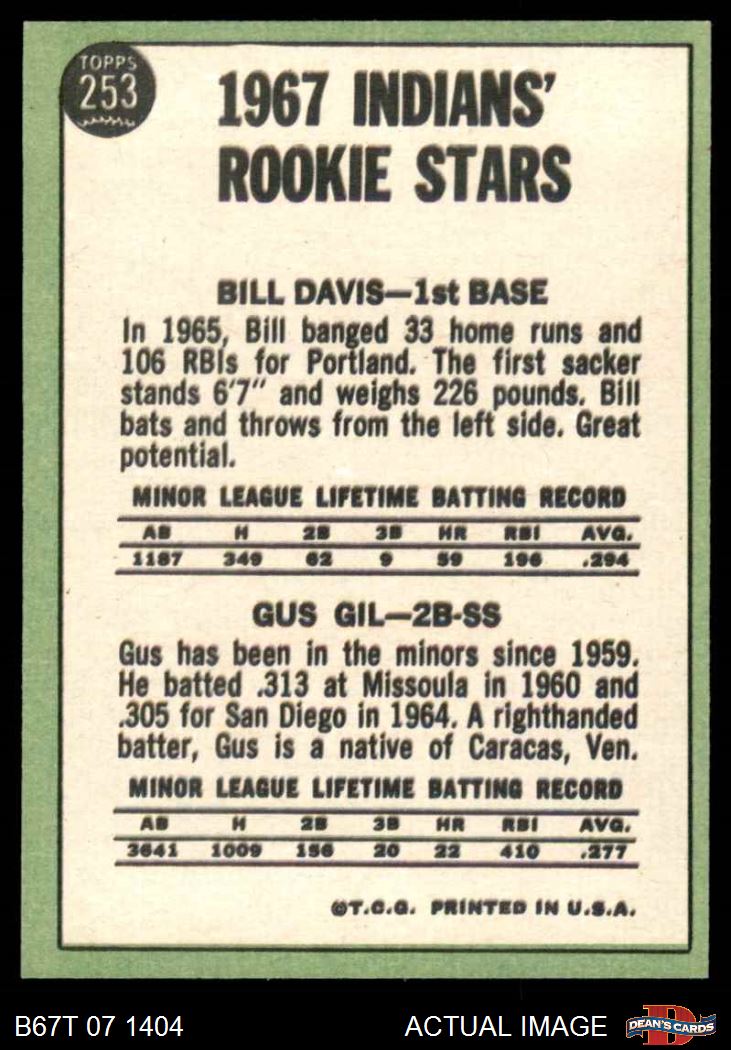 TOPPS
253
1967 INDIANS'
ROOKIE STARS
BILL DAVIS—1st BASE
In 1965, Bill banged 33 home runs and
106 RBIs for Portland. The first sacker
stands 6'7" and weighs 226 pounds. Bill
bats and throws from the left side. Great
potential.
MINOR LEAGUE LIFETIME BATTING RECORD
AB H 2B 3B HR RBI AVG.
1187 349 62 9 59 196 .294
GUS GIL—2B-SS
Gus has been in the minors since 1959.
He batted .313 at Missoula in 1960 and
.305 for San Diego in 1964. A righthanded
batter, Gus is a native of Caracas, Ven.
MINOR LEAGUE LIFETIME BATTING RECORD
AB H 2B 3B HR RBI AVG.
3641 1009 156 20 22 410 .277
©T.C.G. PRINTED IN U.S.A.
B67T 07 1404 ACTUAL IMAGE
D
DEAN'S CARDS